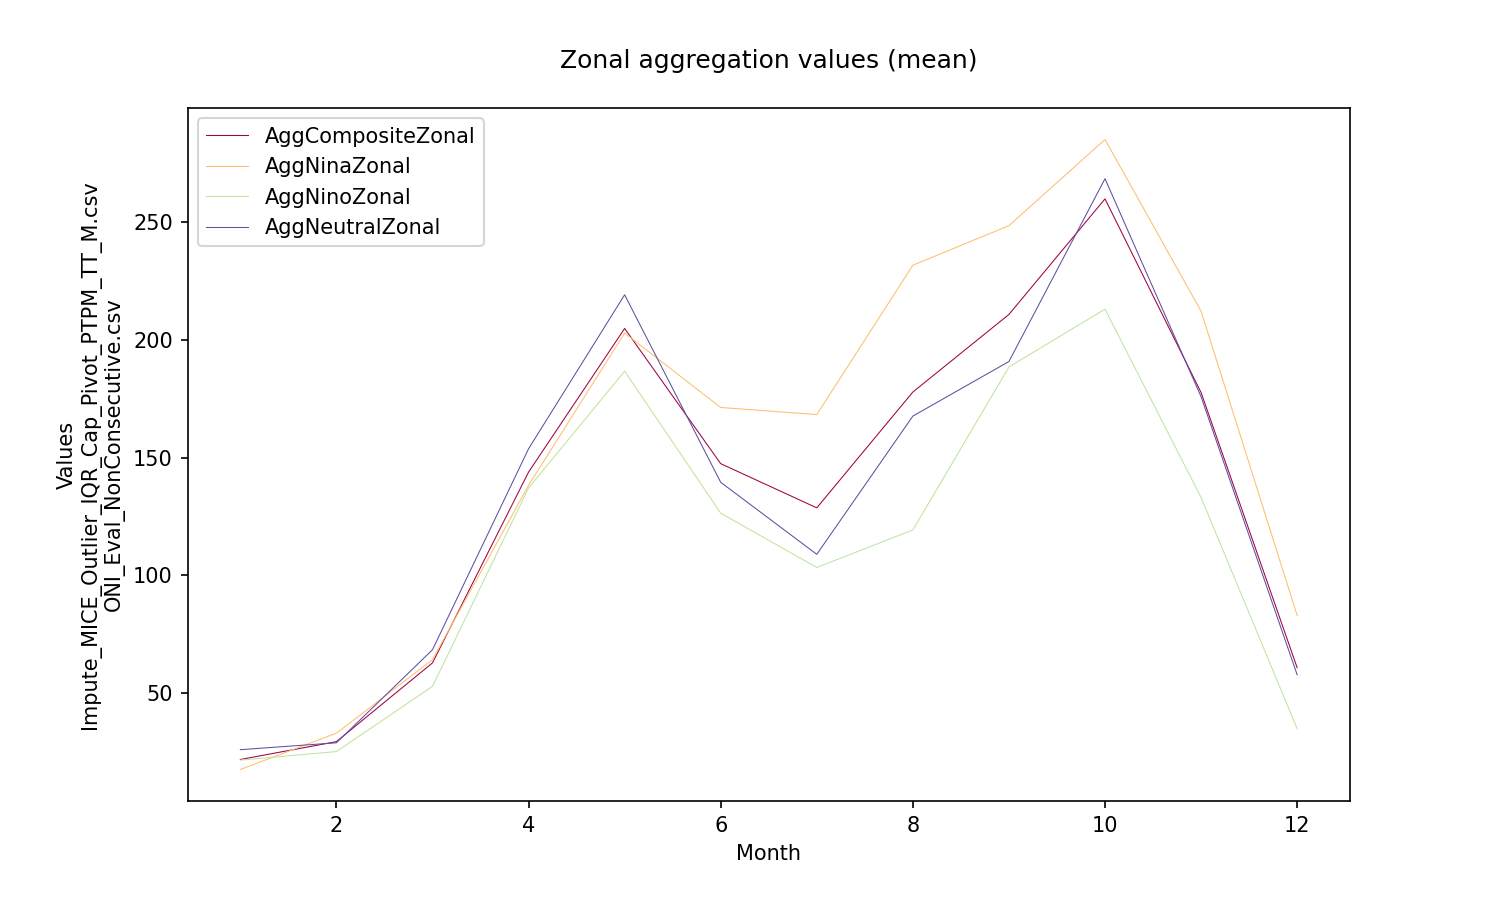 Zonal aggregation values (mean)
AggCompositeZonal
AggNinaZonal
AggNinoZonal
AggNeutralZonal
Values
Impute_MICE_Outlier_IQR_Cap_Pivot_PTPM_TT_M.csv
ONI_Eval_NonConsecutive.csv
250
200
150
100
50
2 4 6 8 10 12
Month